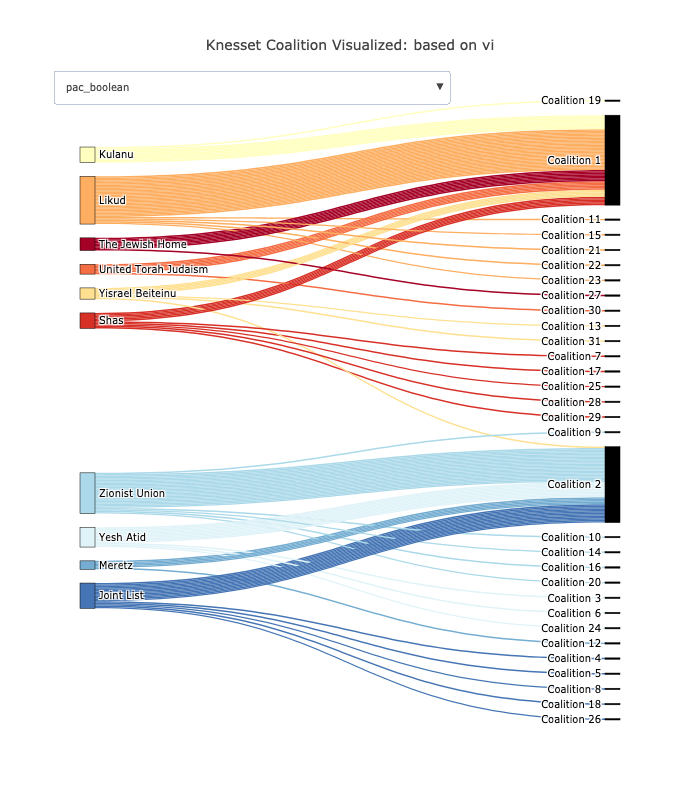 Knesset Coalition Visualized: based on vi
pac_boolean
Kulanu
Likud
The Jewish Home
United Torah Judaism
Yisrael Beiteinu
Shas
Zionist Union
Yesh Atid
Meretz
Joint List
Coalition 19
Coalition 1
Coalition 11
Coalition 15
Coalition 21
Coalition 22
Coalition 23
Coalition 27
Coalition 30
Coalition 13
Coalition 31
Coalition 7
Coalition 17
Coalition 25
Coalition 28
Coalition 29
Coalition 9
Coalition 2
Coalition 10
Coalition 14
Coalition 16
Coalition 20
Coalition 3
Coalition 6
Coalition 24
Coalition 12
Coalition 4
Coalition 5
Coalition 8
Coalition 18
Coalition 26